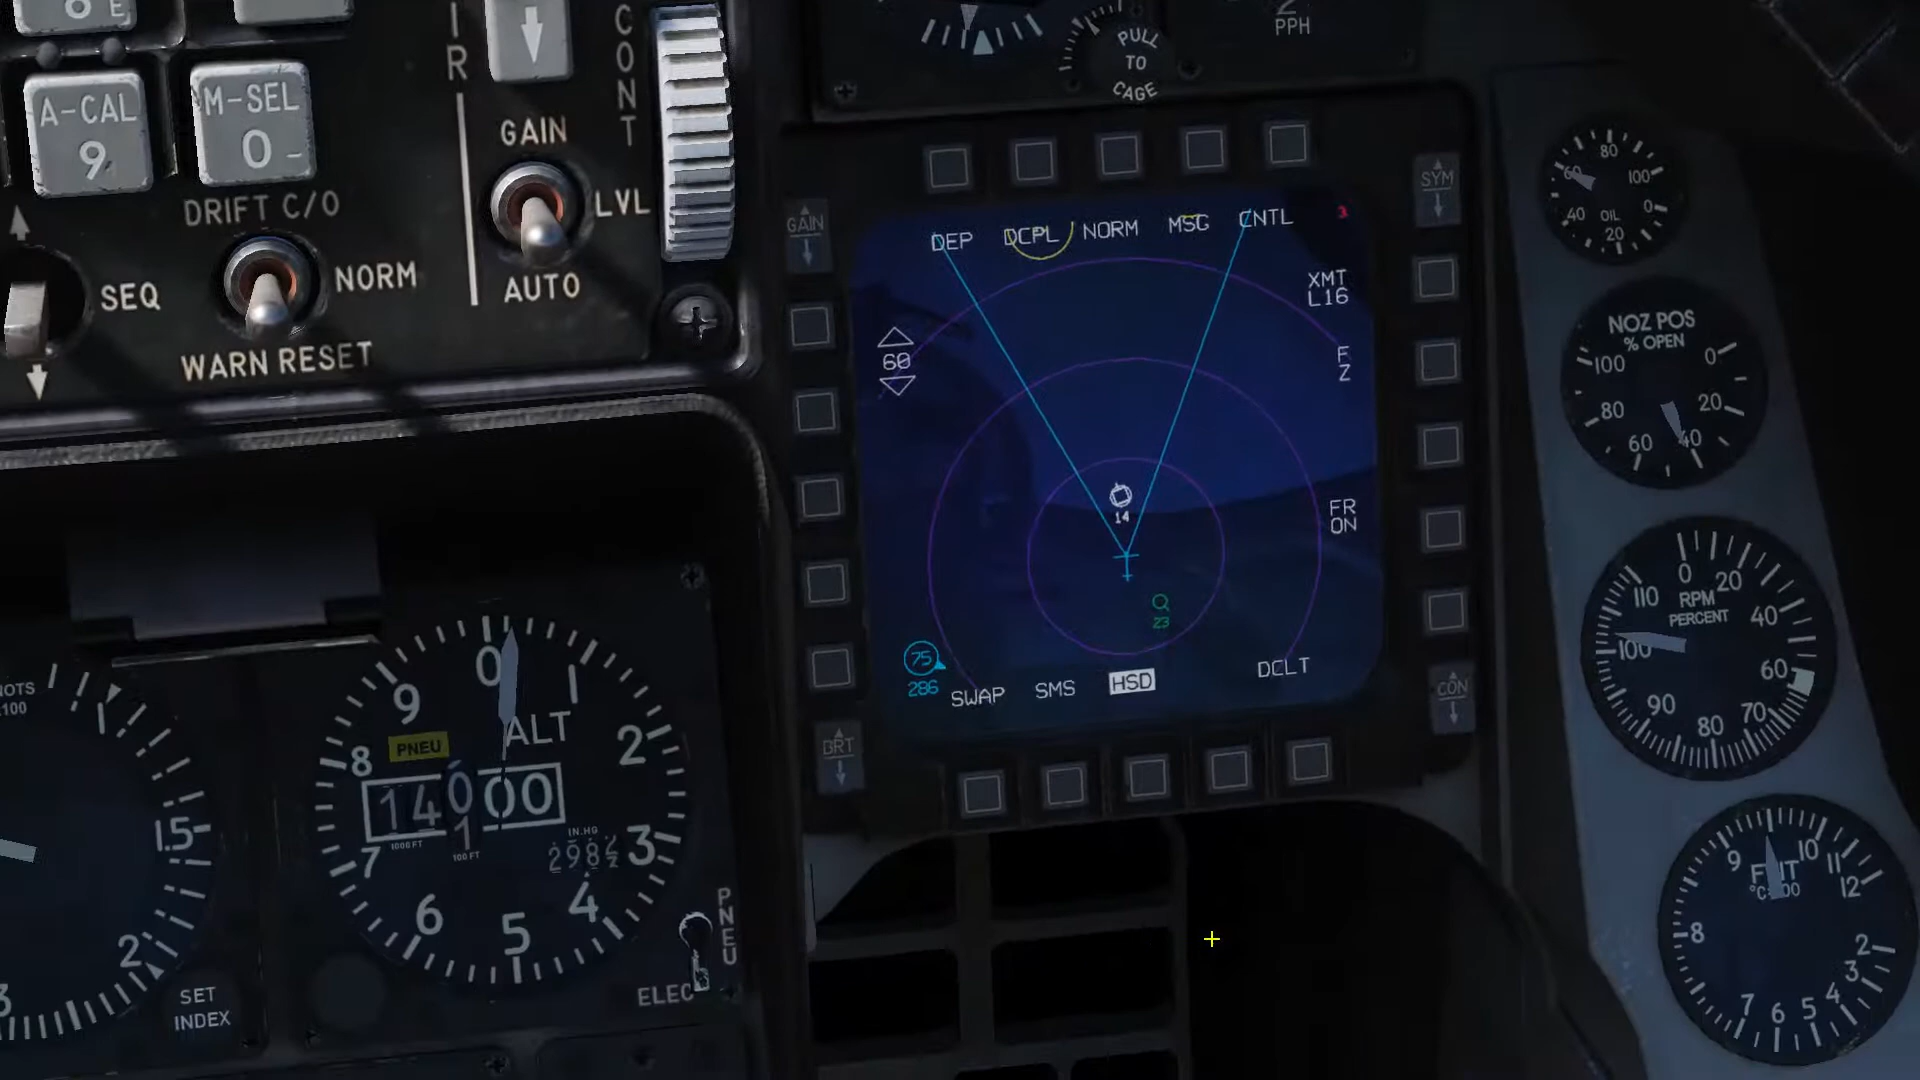 A-CAL
9
M-SEL
0
DRIFT C/O
SEQ
NORM
WARN RESET
IR
CONT
GAIN
LVL
AUTO
PULL
TO
CAGE
PPH
GAIN
SYM
DEP
DCPL
NORM
MSG
CNTL
3
XMT
L16
60
F
Z
FR
ON
14
23
75
286
SWAP
SMS
HSD
DCLT
BRT
CON
80
100
60
40
OIL
0
20
NOZ POS
% OPEN
100
0
80
20
60
40
0
20
110
RPM
PERCENT
40
100
60
90
80
70
9
10
11
12
°C
8
2
3
7
6
5
4
1.5
2
3
SET
INDEX
0
1
2
3
4
5
6
7
8
9
ALT
PNEU
14000
1
1000 FT
100 FT
IN.HG
2982
PNEU
ELEC